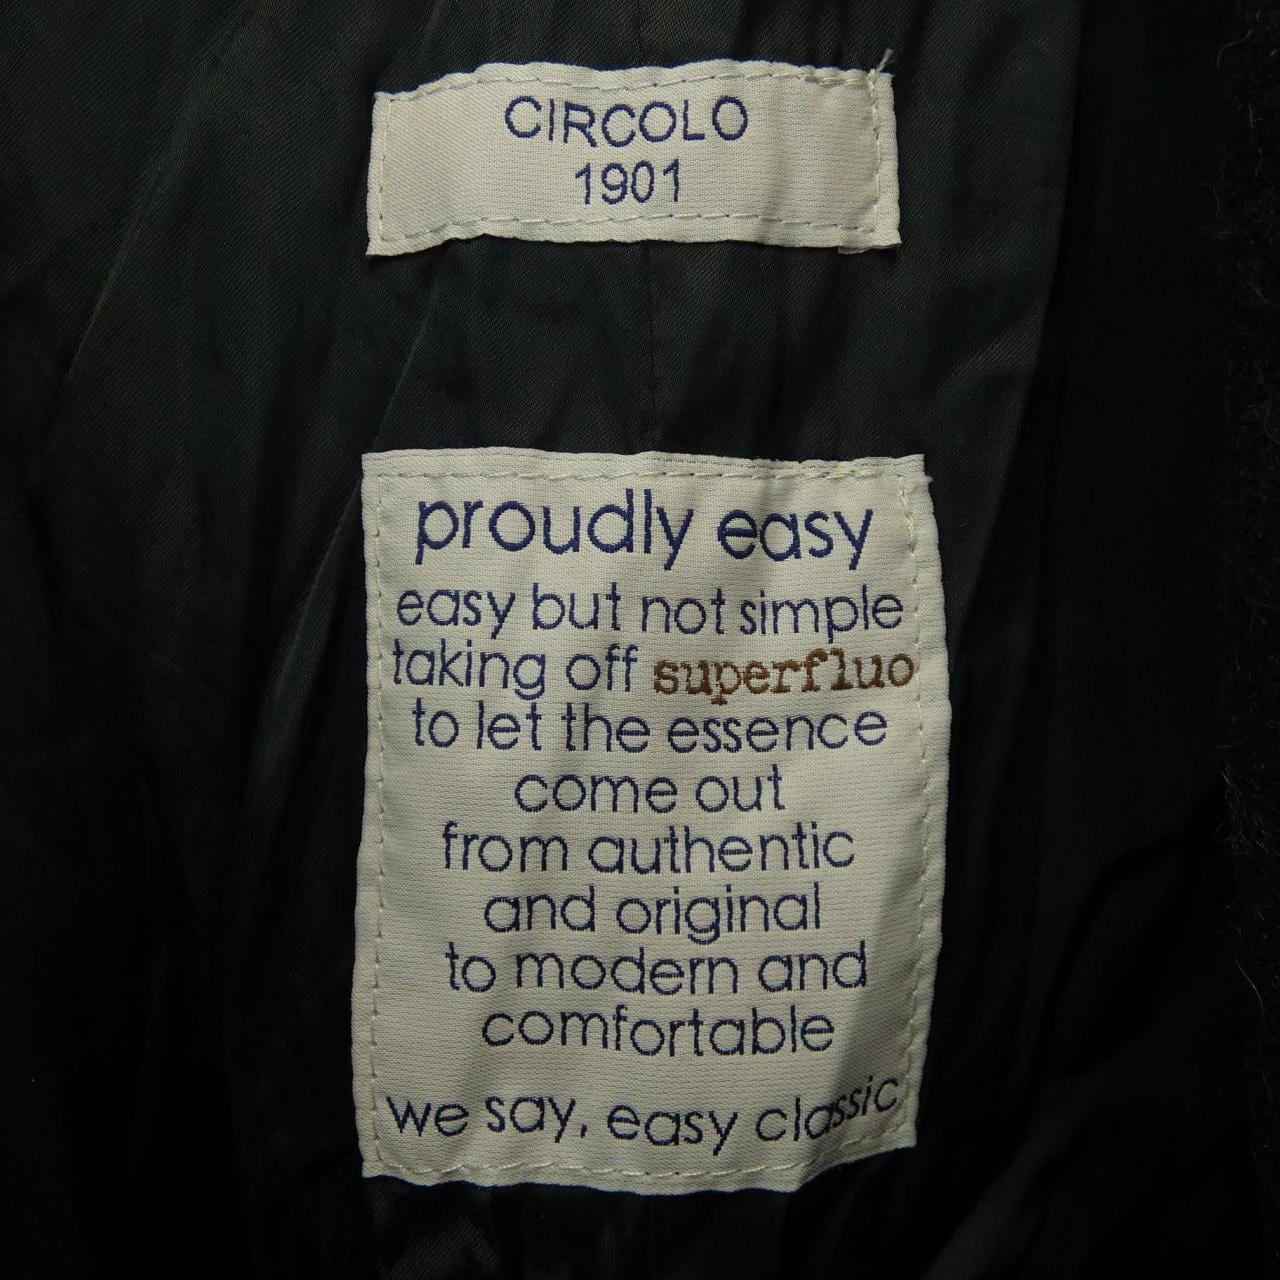 CIRCOLO
1901
proudly easy
easy but not simple
taking off superfluo
to let the essence
come out
from authentic
and original
to modern and
comfortable
we say, easy classic